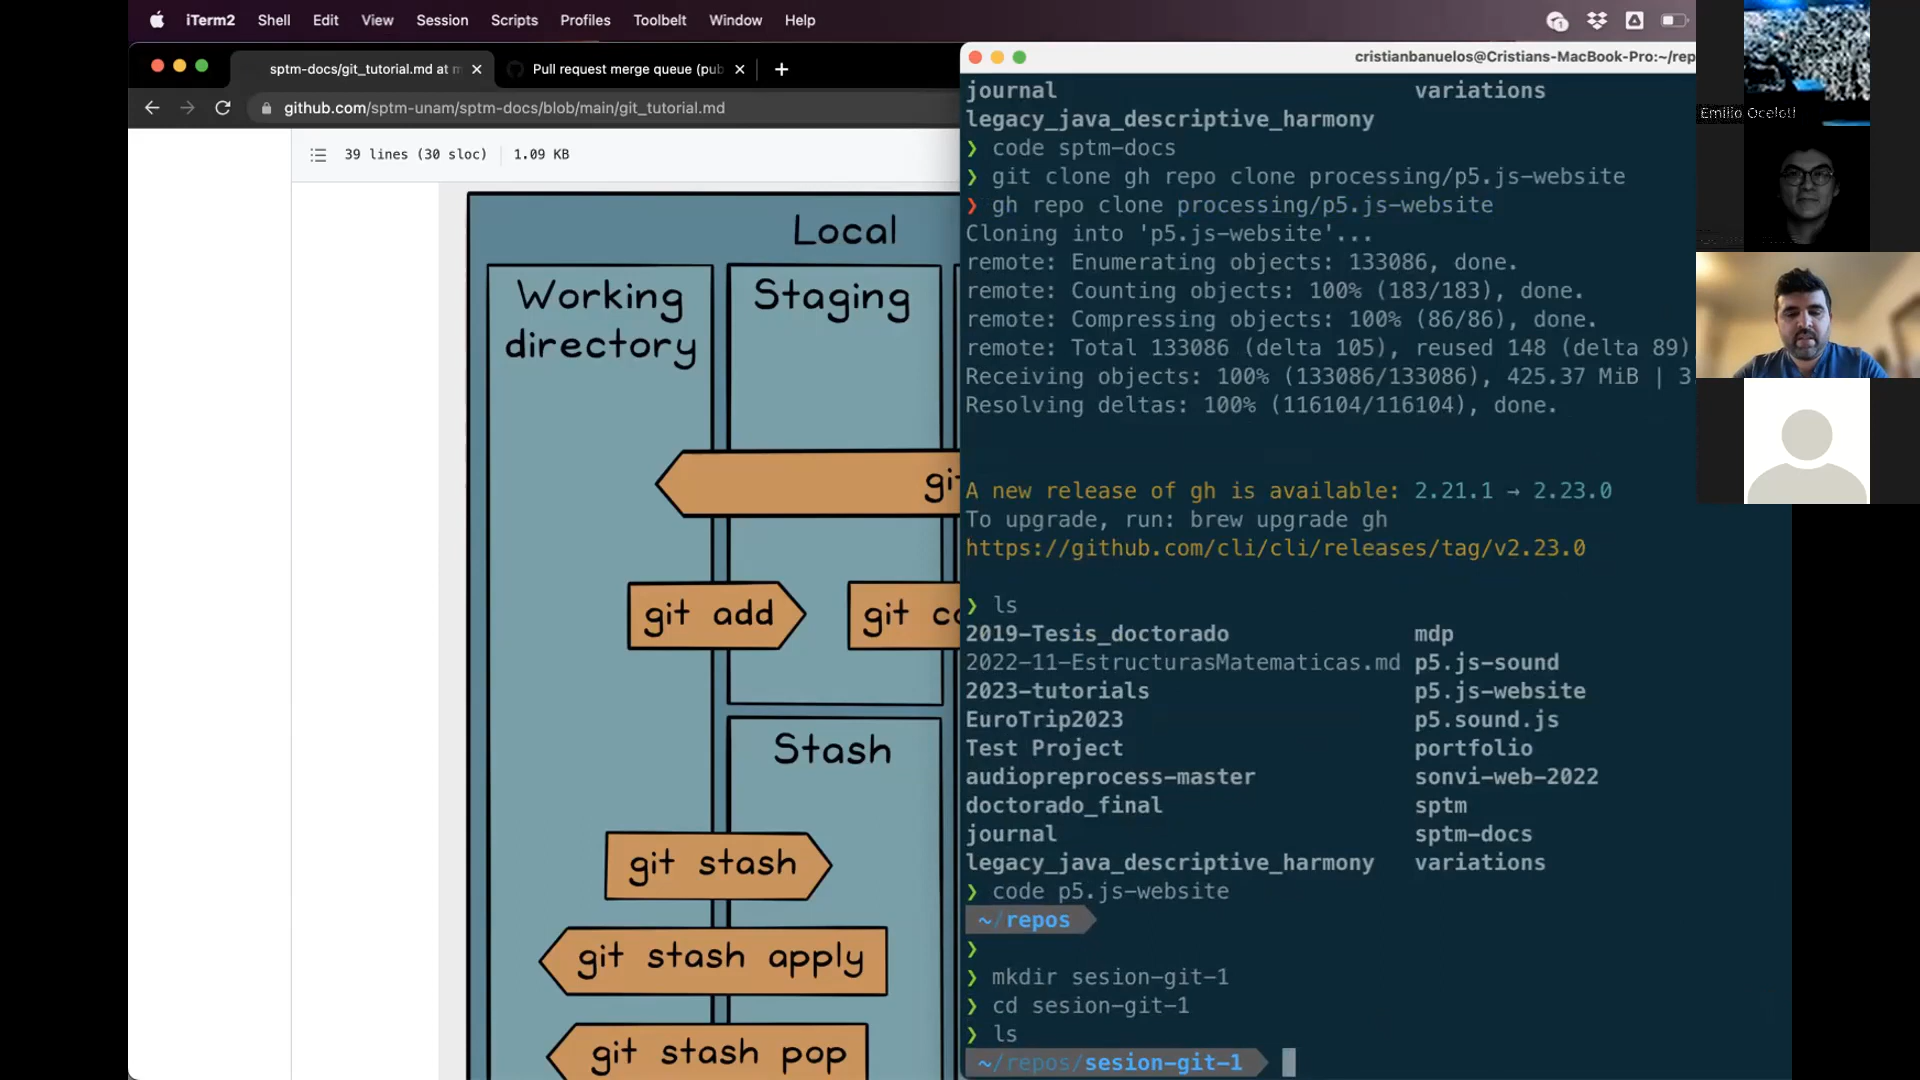 iTerm2 Shell Edit View Session Scripts Profiles Toolbelt Window Help
sptm-docs/git_tutorial.md at m
Pull request merge queue (pub
github.com/sptm-unam/sptm-docs/blob/main/git_tutorial.md
39 lines (30 sloc) 1.09 KB
Local
Working directory
Staging
git add
git co
Stash
git stash
git stash apply
git stash pop
cristianbanuelos@Cristians-MacBook-Pro:~/rep
journal variations
legacy_java_descriptive_harmony
❯ code sptm-docs
❯ git clone gh repo clone processing/p5.js-website
❯ gh repo clone processing/p5.js-website
Cloning into 'p5.js-website'...
remote: Enumerating objects: 133086, done.
remote: Counting objects: 100% (183/183), done.
remote: Compressing objects: 100% (86/86), done.
remote: Total 133086 (delta 105), reused 148 (delta 89)
Receiving objects: 100% (133086/133086), 425.37 MiB | 3
Resolving deltas: 100% (116104/116104), done.
A new release of gh is available: 2.21.1 → 2.23.0
To upgrade, run: brew upgrade gh
https://github.com/cli/cli/releases/tag/v2.23.0
❯ ls
2019-Tesis_doctorado mdp
2022-11-EstructurasMatematicas.md p5.js-sound
2023-tutorials p5.js-website
EuroTrip2023 p5.sound.js
Test Project portfolio
audiopreprocess-master sonvi-web-2022
doctorado_final sptm
journal sptm-docs
legacy_java_descriptive_harmony variations
❯ code p5.js-website
~/repos
❯
❯ mkdir sesion-git-1
❯ cd sesion-git-1
❯ ls
~/repos/sesion-git-1
Emilio Ocelotl